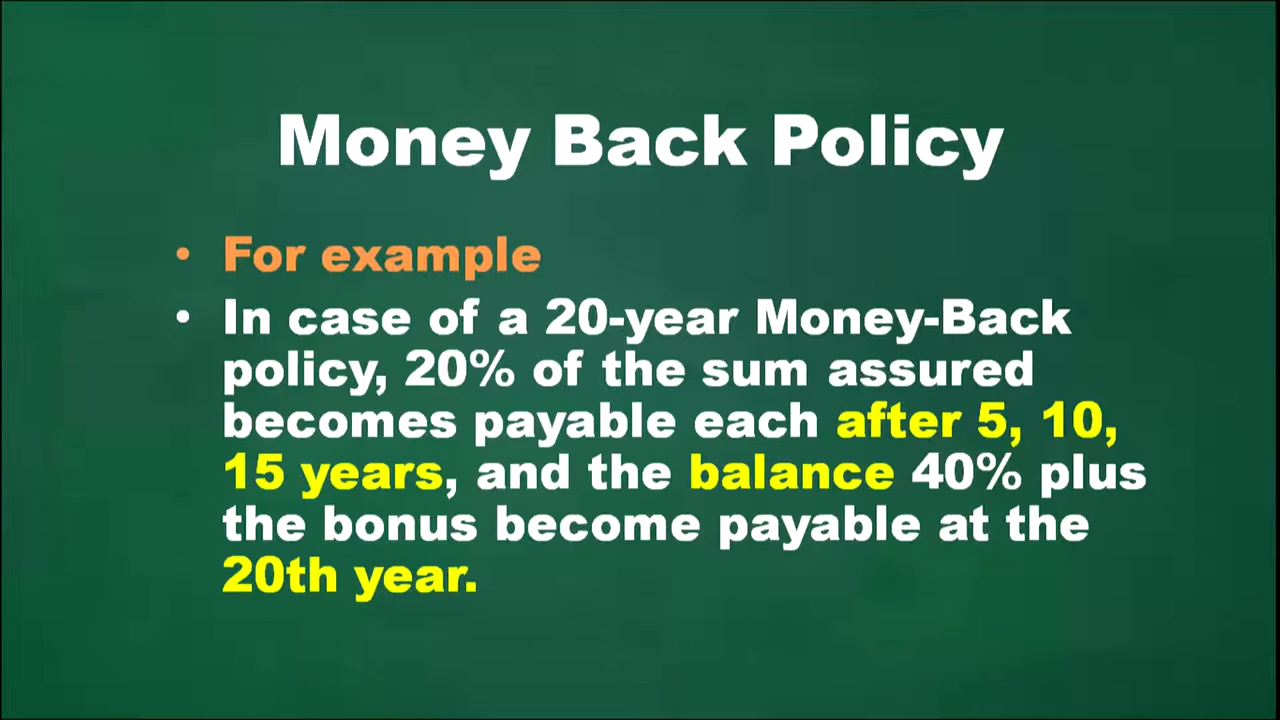 Money Back Policy
• For example
• In case of a 20-year Money-Back
policy, 20% of the sum assured
becomes payable each after 5, 10,
15 years, and the balance 40% plus
the bonus become payable at the
20th year.